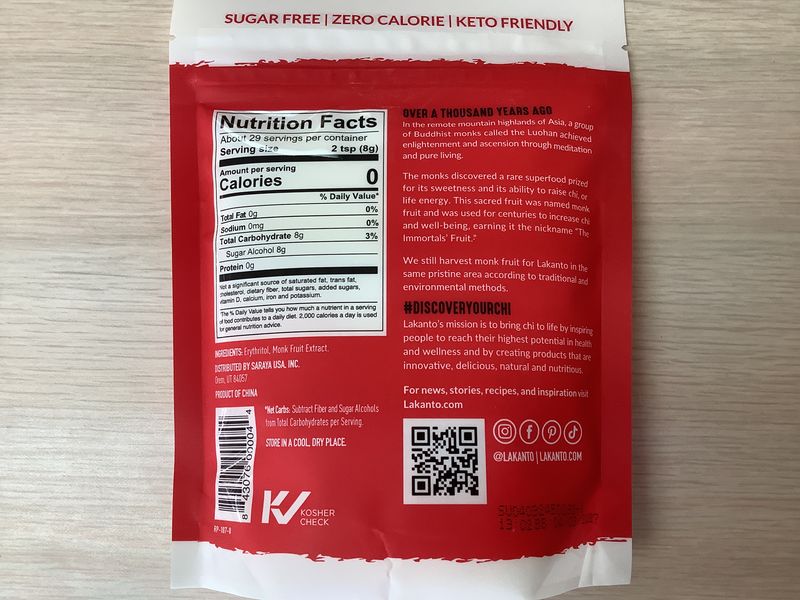 SUGAR FREE | ZERO CALORIE | KETO FRIENDLY
Nutrition Facts
About 29 servings per container
Serving size 2 tsp (8g)
Amount per serving
Calories 0
% Daily Value*
Total Fat 0g 0%
Sodium 0mg 0%
Total Carbohydrate 8g 3%
Sugar Alcohol 8g
Protein 0g
Not a significant source of saturated fat, trans fat,
cholesterol, dietary fiber, total sugars, added sugars,
vitamin D, calcium, iron and potassium.
*The % Daily Value tells you how much a nutrient in a serving
of food contributes to a daily diet. 2,000 calories a day is used
for general nutrition advice.
INGREDIENTS: Erythritol, Monk Fruit Extract.
DISTRIBUTED BY SARAYA USA, INC.
Orem, UT 84057
PRODUCT OF CHINA
*Net Carbs: Subtract Fiber and Sugar Alcohols
from Total Carbohydrates per Serving.
STORE IN A COOL, DRY PLACE.
8 43076 00004 4
KV KOSHER
CHECK
RP-187-8
OVER A THOUSAND YEARS AGO
In the remote mountain highlands of Asia, a group
of Buddhist monks called the Luohan achieved
enlightenment and ascension through meditation
and pure living.
The monks discovered a rare superfood prized
for its sweetness and its ability to raise chi, or
life energy. This sacred fruit was named monk
fruit and was used for centuries to increase chi
and well-being, earning it the nickname "The
Immortals' Fruit."
We still harvest monk fruit for Lakanto in the
same pristine area according to traditional and
environmental methods.
#DISCOVERYOURCHI
Lakanto's mission is to bring chi to life by inspiring
people to reach their highest potential in health
and wellness and by creating products that are
innovative, delicious, natural and nutritious.
For news, stories, recipes, and inspiration visit
Lakanto.com
@LAKANTO | LAKANTO.COM